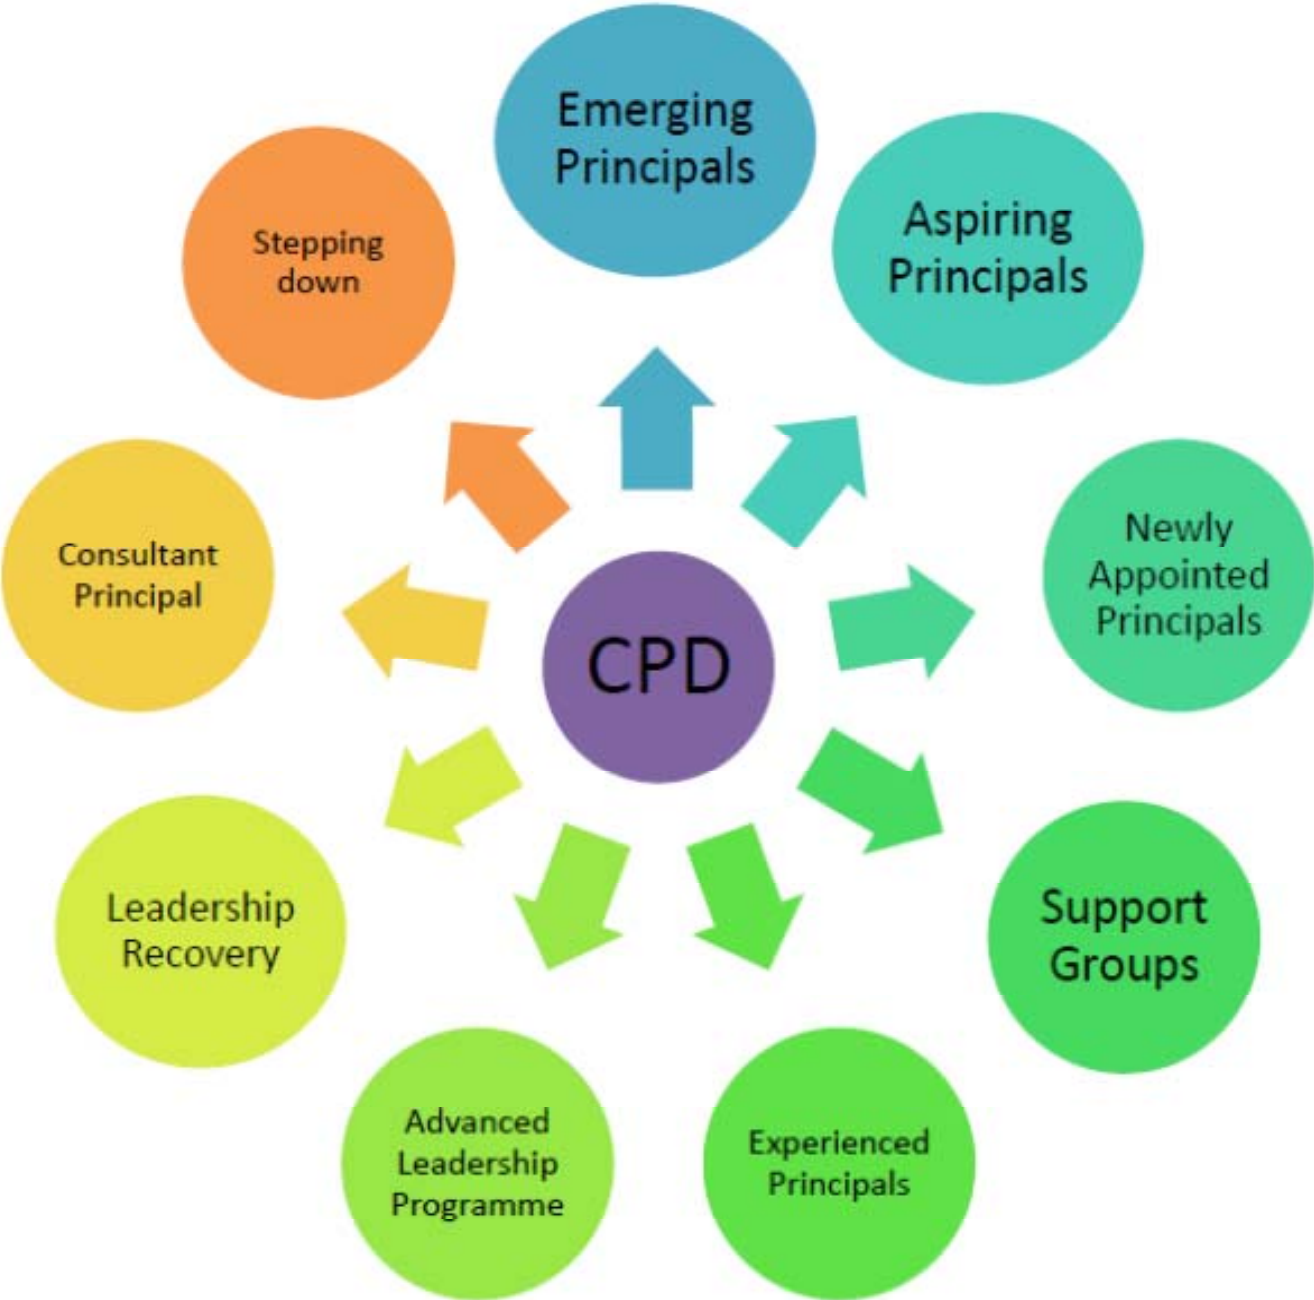 Emerging
Principals
Aspiring
Principals
Newly
Appointed
Principals
Support
Groups
Experienced
Principals
Advanced
Leadership
Programme
Leadership
Recovery
Consultant
Principal
Stepping
down
CPD